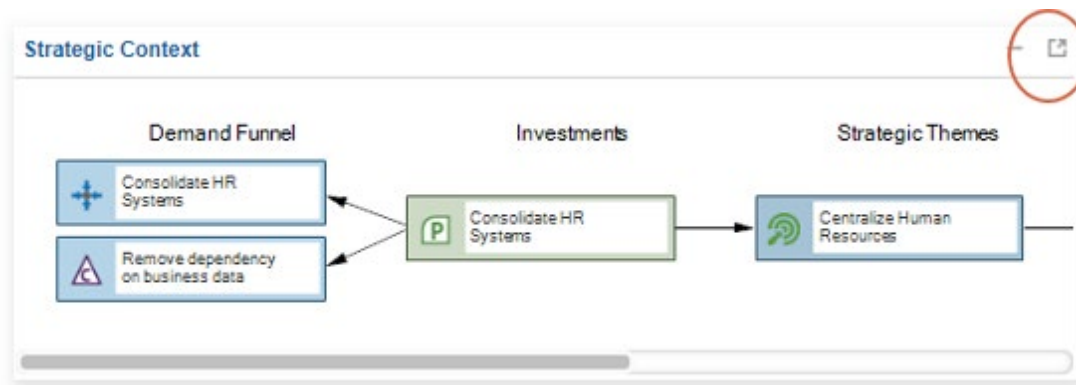 Strategic Context
Demand Funnel
Investments
Strategic Themes
Consolidate HR
Systems
Remove dependency
on business data
P
Consolidate HR
Systems
Centralize Human
Resources
C